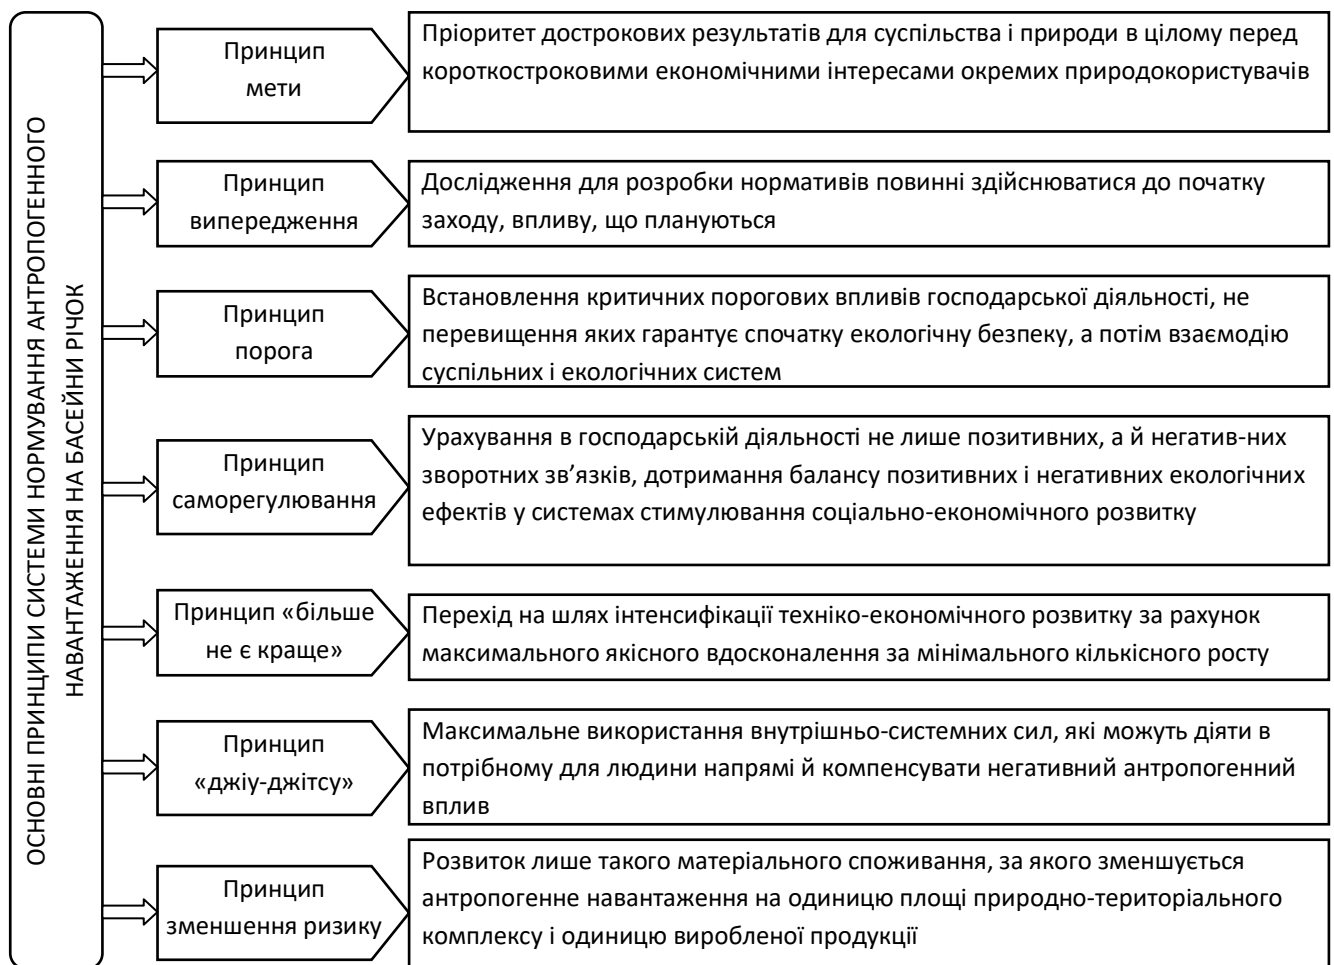 ОСНОВНІ ПРИНЦИПИ СИСТЕМИ НОРМУВАННЯ АНТРОПОГЕННОГО
НАВАНТАЖЕННЯ НА БАСЕЙНИ РІЧОК
Принцип
мети
Пріоритет дострокових результатів для суспільства і природи в цілому перед
короткостроковими економічними інтересами окремих природокористувачів
Принцип
випередження
Дослідження для розробки нормативів повинні здійснюватися до початку
заходу, впливу, що плануються
Принцип
порога
Встановлення критичних порогових впливів господарської діяльності, не
перевищення яких гарантує спочатку екологічну безпеку, а потім взаємодію
суспільних і екологічних систем
Принцип
саморегулювання
Урахування в господарській діяльності не лише позитивних, а й негатив-них
зворотних зв’язків, дотримання балансу позитивних і негативних екологічних
ефектів у системах стимулювання соціально-економічного розвитку
Принцип «більше
не є краще»
Перехід на шлях інтенсифікації техніко-економічного розвитку за рахунок
максимального якісного вдосконалення за мінімального кількісного росту
Принцип
«джіу-джітсу»
Максимальне використання внутрішньо-системних сил, які можуть діяти в
потрібному для людини напрямі й компенсувати негативний антропогенний
вплив
Принцип
зменшення ризику
Розвиток лише такого матеріального споживання, за якого зменшується
антропогенне навантаження на одиницю площі природно-територіального
комплексу і одиницю виробленої продукції